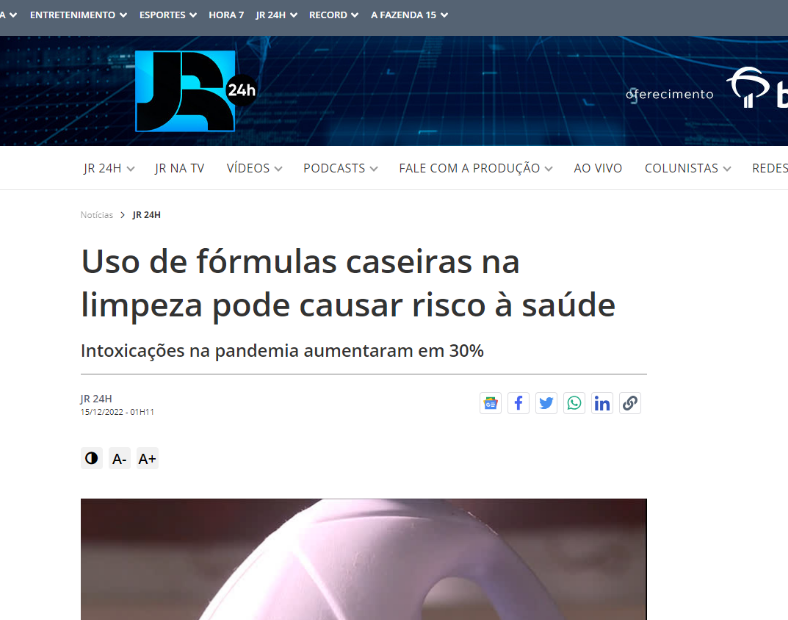 A ENTRETENIMENTO ESPORTES HORA 7 JR 24H RECORD A FAZENDA 15
JR 24h
oferecimento b
JR 24H JR NA TV VÍDEOS PODCASTS FALE COM A PRODUÇÃO AO VIVO COLUNISTAS REDES
Notícias > JR 24H
Uso de fórmulas caseiras na
limpeza pode causar risco à saúde
Intoxicações na pandemia aumentaram em 30%
JR 24H
15/12/2022 - 01H11
A- A+